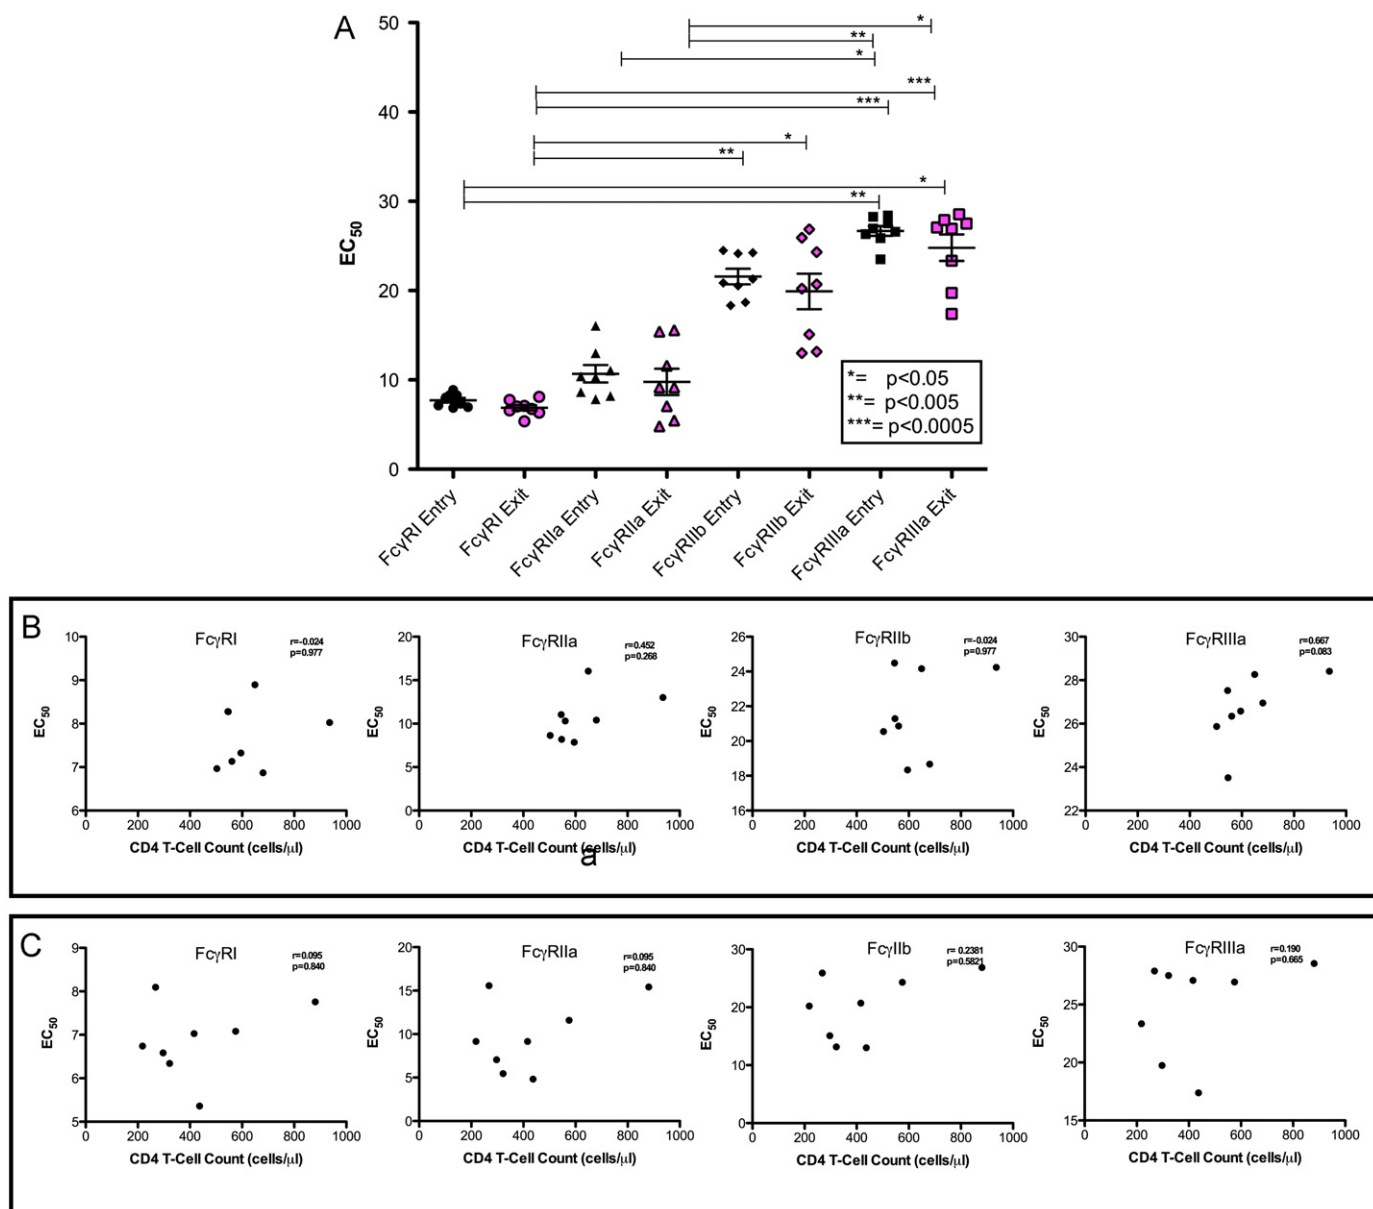 A
50
40
30
20
10
0
EC50
*
**
*
***
***
*
**
*
**
*= p<0.05
**= p<0.005
***= p<0.0005
FcγRI Entry
FcγRI Exit
FcγRIIa Entry
FcγRIIa Exit
FcγRIIb Entry
FcγRIIb Exit
FcγRIIIa Entry
FcγRIIIa Exit
B
FcγRI
r=-0.024
p=0.977
10
9
8
7
6
EC50
0 200 400 600 800 1000
CD4 T-Cell Count (cells/μl)
FcγRIIa
r=0.452
p=0.268
20
15
10
5
0
EC50
0 200 400 600 800 1000
CD4 T-Cell Count (cells/μl)
a
FcγRIIb
r=-0.024
p=0.977
26
24
22
20
18
16
EC50
0 200 400 600 800 1000
CD4 T-Cell Count (cells/μl)
FcγRIIIa
r=0.667
p=0.083
30
28
26
24
22
EC50
0 200 400 600 800 1000
CD4 T-Cell Count (cells/μl)
C
FcγRI
r=0.095
p=0.840
9
8
7
6
5
EC50
0 200 400 600 800 1000
CD4 T-Cell Count (cells/μl)
FcγRIIa
r=0.095
p=0.840
20
15
10
5
0
EC50
0 200 400 600 800 1000
CD4 T-Cell Count (cells/μl)
FcγIIb
r= 0.2381
p=0.5821
30
20
10
0
EC50
0 200 400 600 800 1000
CD4 T-Cell Count (cells/μl)
FcγRIIIa
r=0.190
p=0.665
30
25
20
15
EC50
0 200 400 600 800 1000
CD4 T-Cell Count (cells/μl)